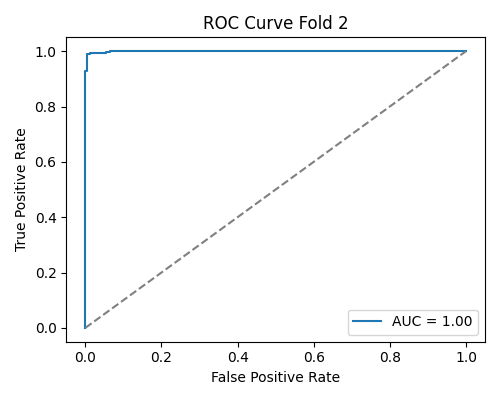 ROC Curve Fold 2
True Positive Rate
1.0
0.8
0.6
0.4
0.2
0.0
AUC = 1.00
0.0 0.2 0.4 0.6 0.8 1.0
False Positive Rate